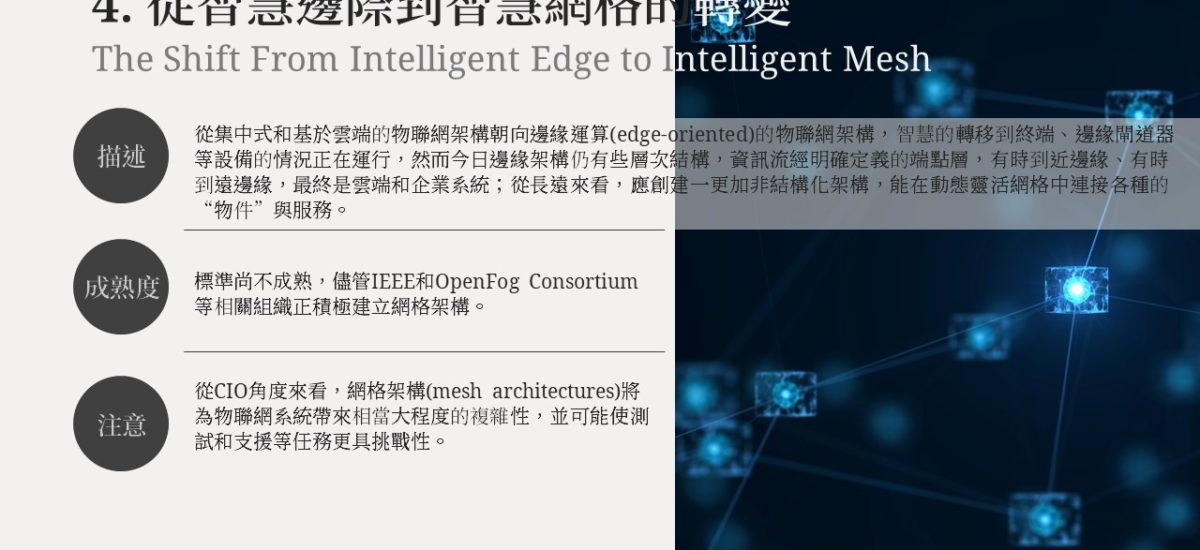 4. 從智慧邊際到智慧網格的轉變
The Shift From Intelligent Edge to Intelligent Mesh
描述
從集中式和基於雲端的物聯網架構朝向邊緣運算(edge-oriented)的物聯網架構，智慧的轉移到終端、邊緣閘道器
等設備的情況正在運行，然而今日邊緣架構仍有些層次結構，資訊流經明確定義的端點層，有時到近邊緣、有時
到遠邊緣，最終是雲端和企業系統；從長遠來看，應創建一更加非結構化架構，能在動態靈活網格中連接各種的
“物件”與服務。
成熟度
標準尚不成熟，儘管IEEE和OpenFog Consortium
等相關組織正積極建立網格架構。
注意
從CIO角度來看，網格架構(mesh architectures)將
為物聯網系統帶來相當大程度的複雜性，並可能使測
試和支援等任務更具挑戰性。